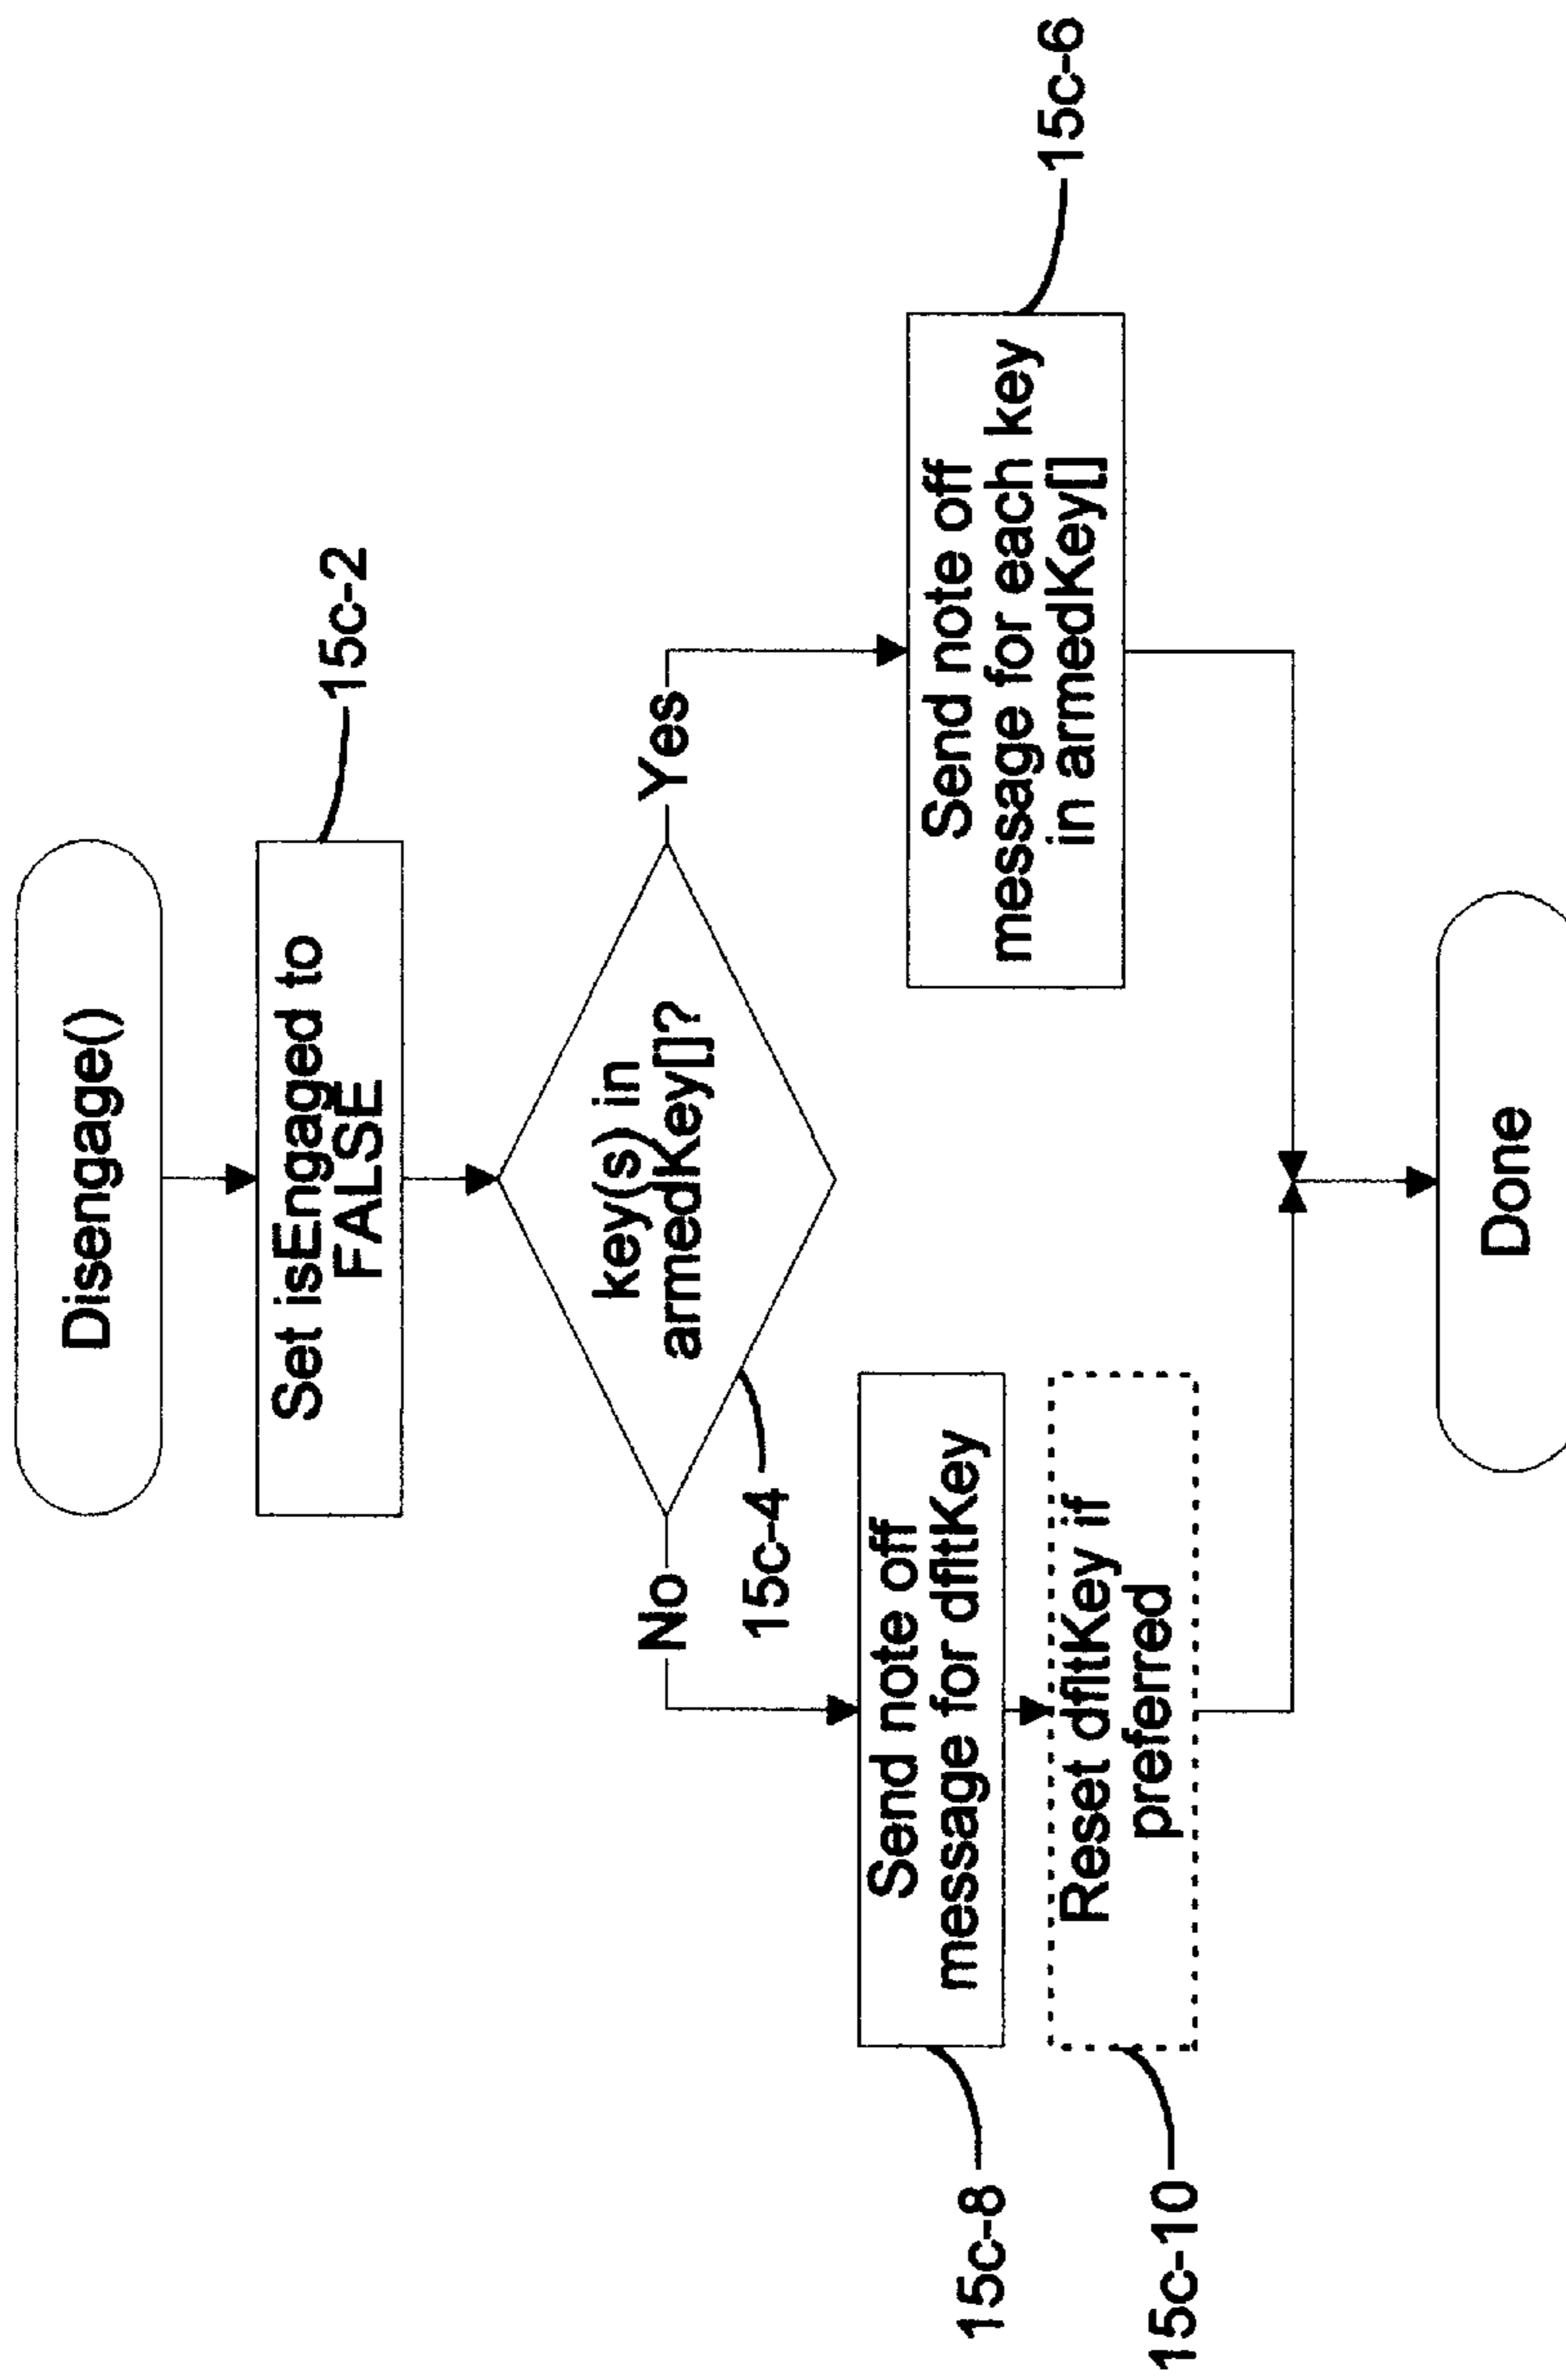 Disengage()
Set isEngaged to
FALSE
15c-2
key(s) in
armedKey[]?
15c-4
No
Yes
Send note off
message for dfltKey
15c-8
Reset dfltKey if
preferred
15c-10
Send note off
message for each key
in armedKey[]
15c-6
Done